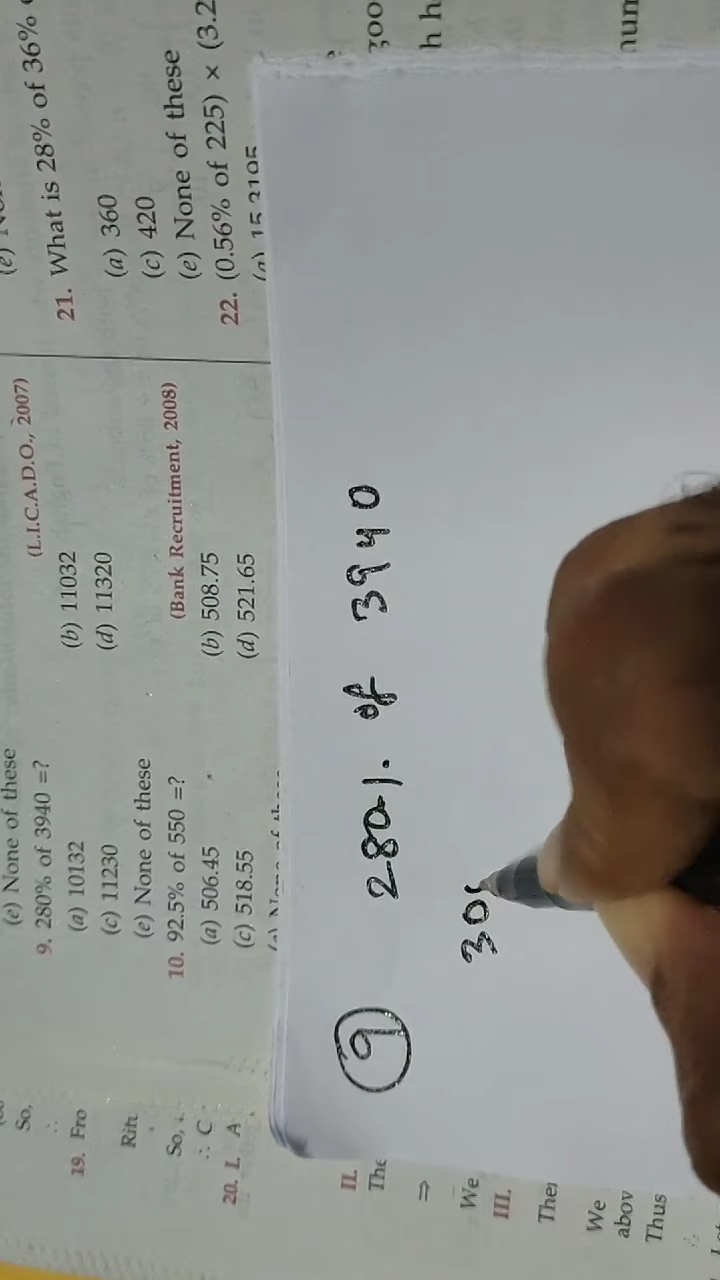 (e) None of these
9. 280% of 3940 =?
(L.I.C.A.D.O., 2007)
(a) 10132
(b) 11032
(c) 11230
(d) 11320
(e) None of these
10. 92.5% of 550 =?
(Bank Recruitment, 2008)
(a) 506.45
(b) 508.75
(c) 518.55
(d) 521.65
21. What is 28% of 36%
(a) 360
(c) 420
(e) None of these
22. (0.56% of 225) × (3.2
So,
∴
19. Fro
So,
∴ C
20. I. A
II.
The
⇒
We
III.
Then
We
abov
Thus
h h
9
280%. of 3940
30